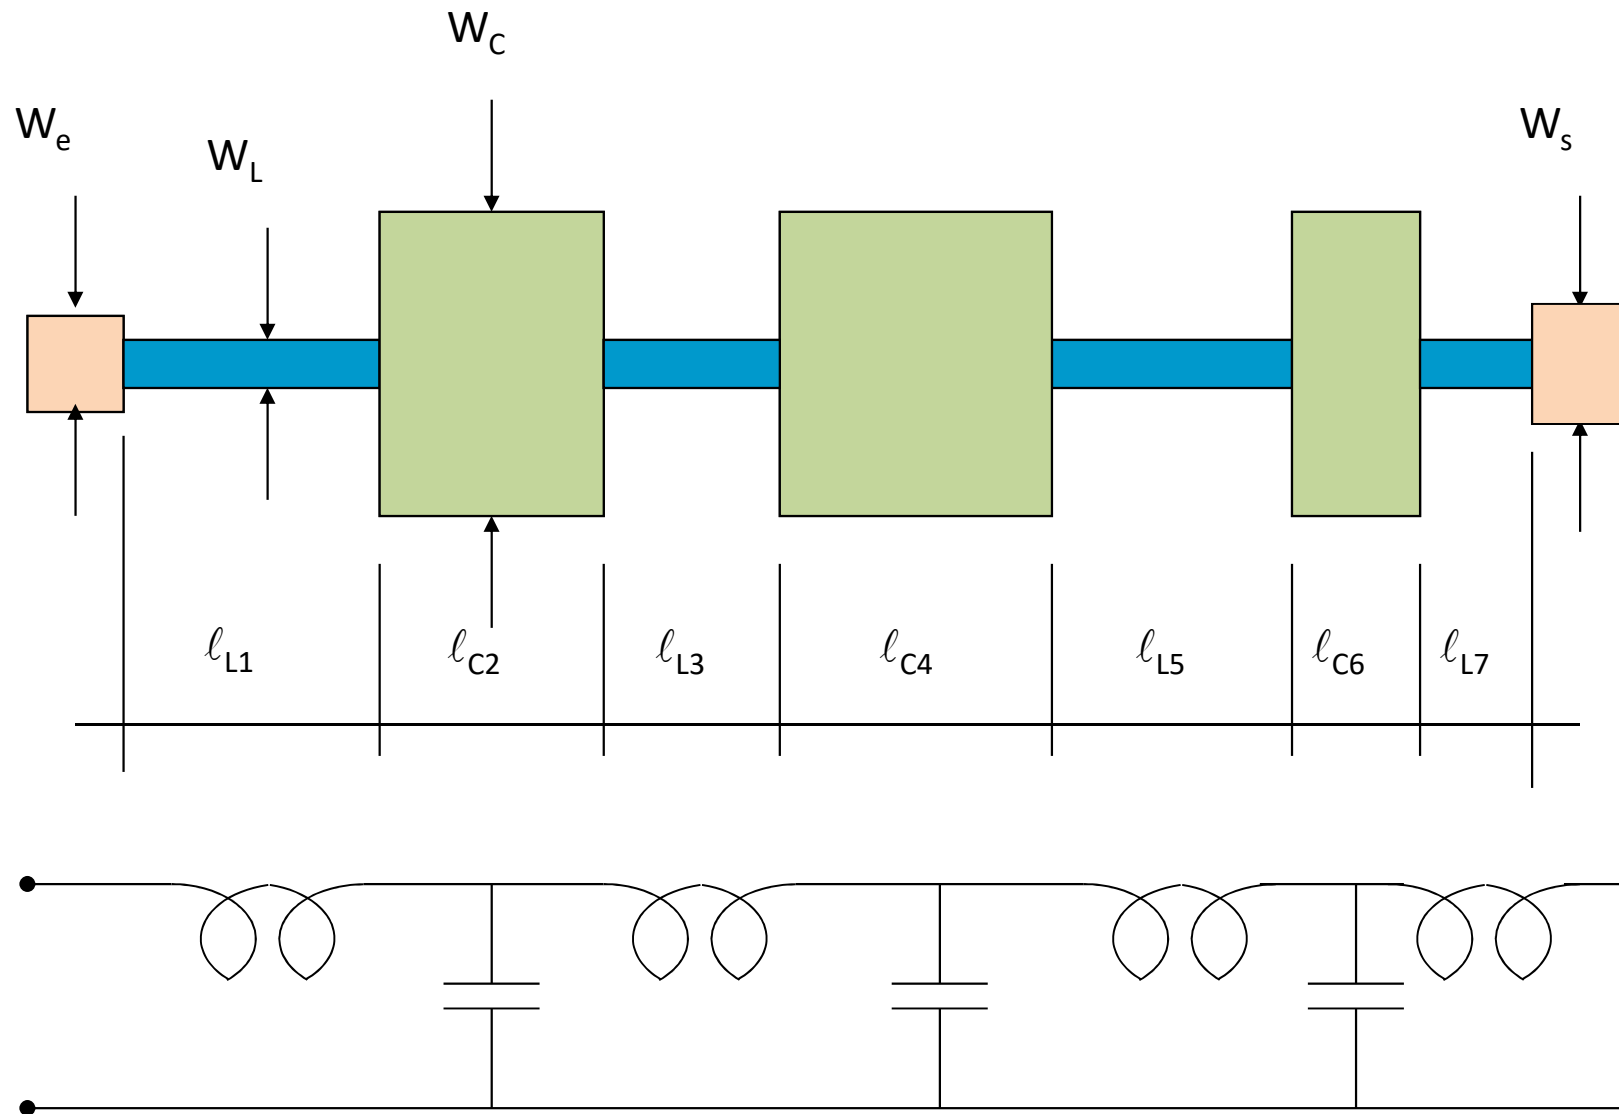 W_C
W_e
W_L
W_s
ℓ_L1 ℓ_C2 ℓ_L3 ℓ_C4 ℓ_L5 ℓ_C6 ℓ_L7